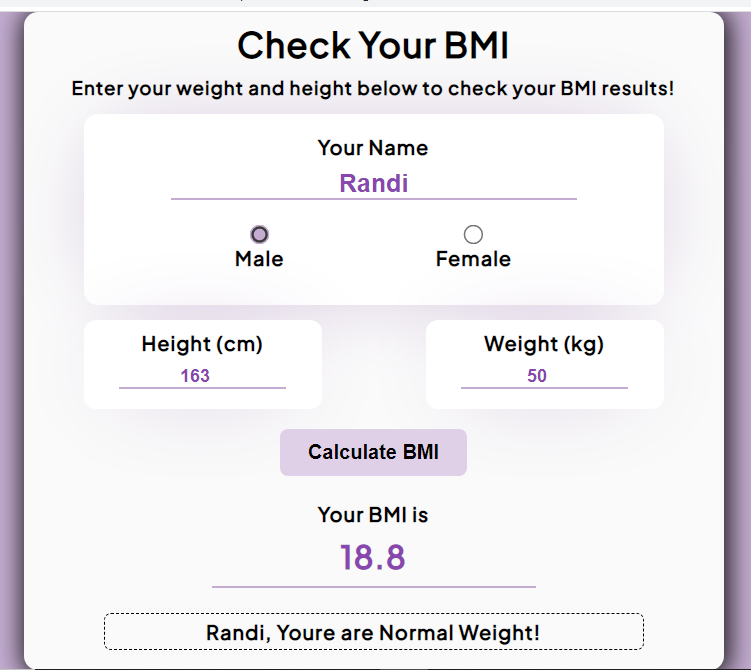 Check Your BMI
Enter your weight and height below to check your BMI results!
Your Name
Randi
Male
Female
Height (cm)
163
Weight (kg)
50
Calculate BMI
Your BMI is
18.8
Randi, Youre are Normal Weight!